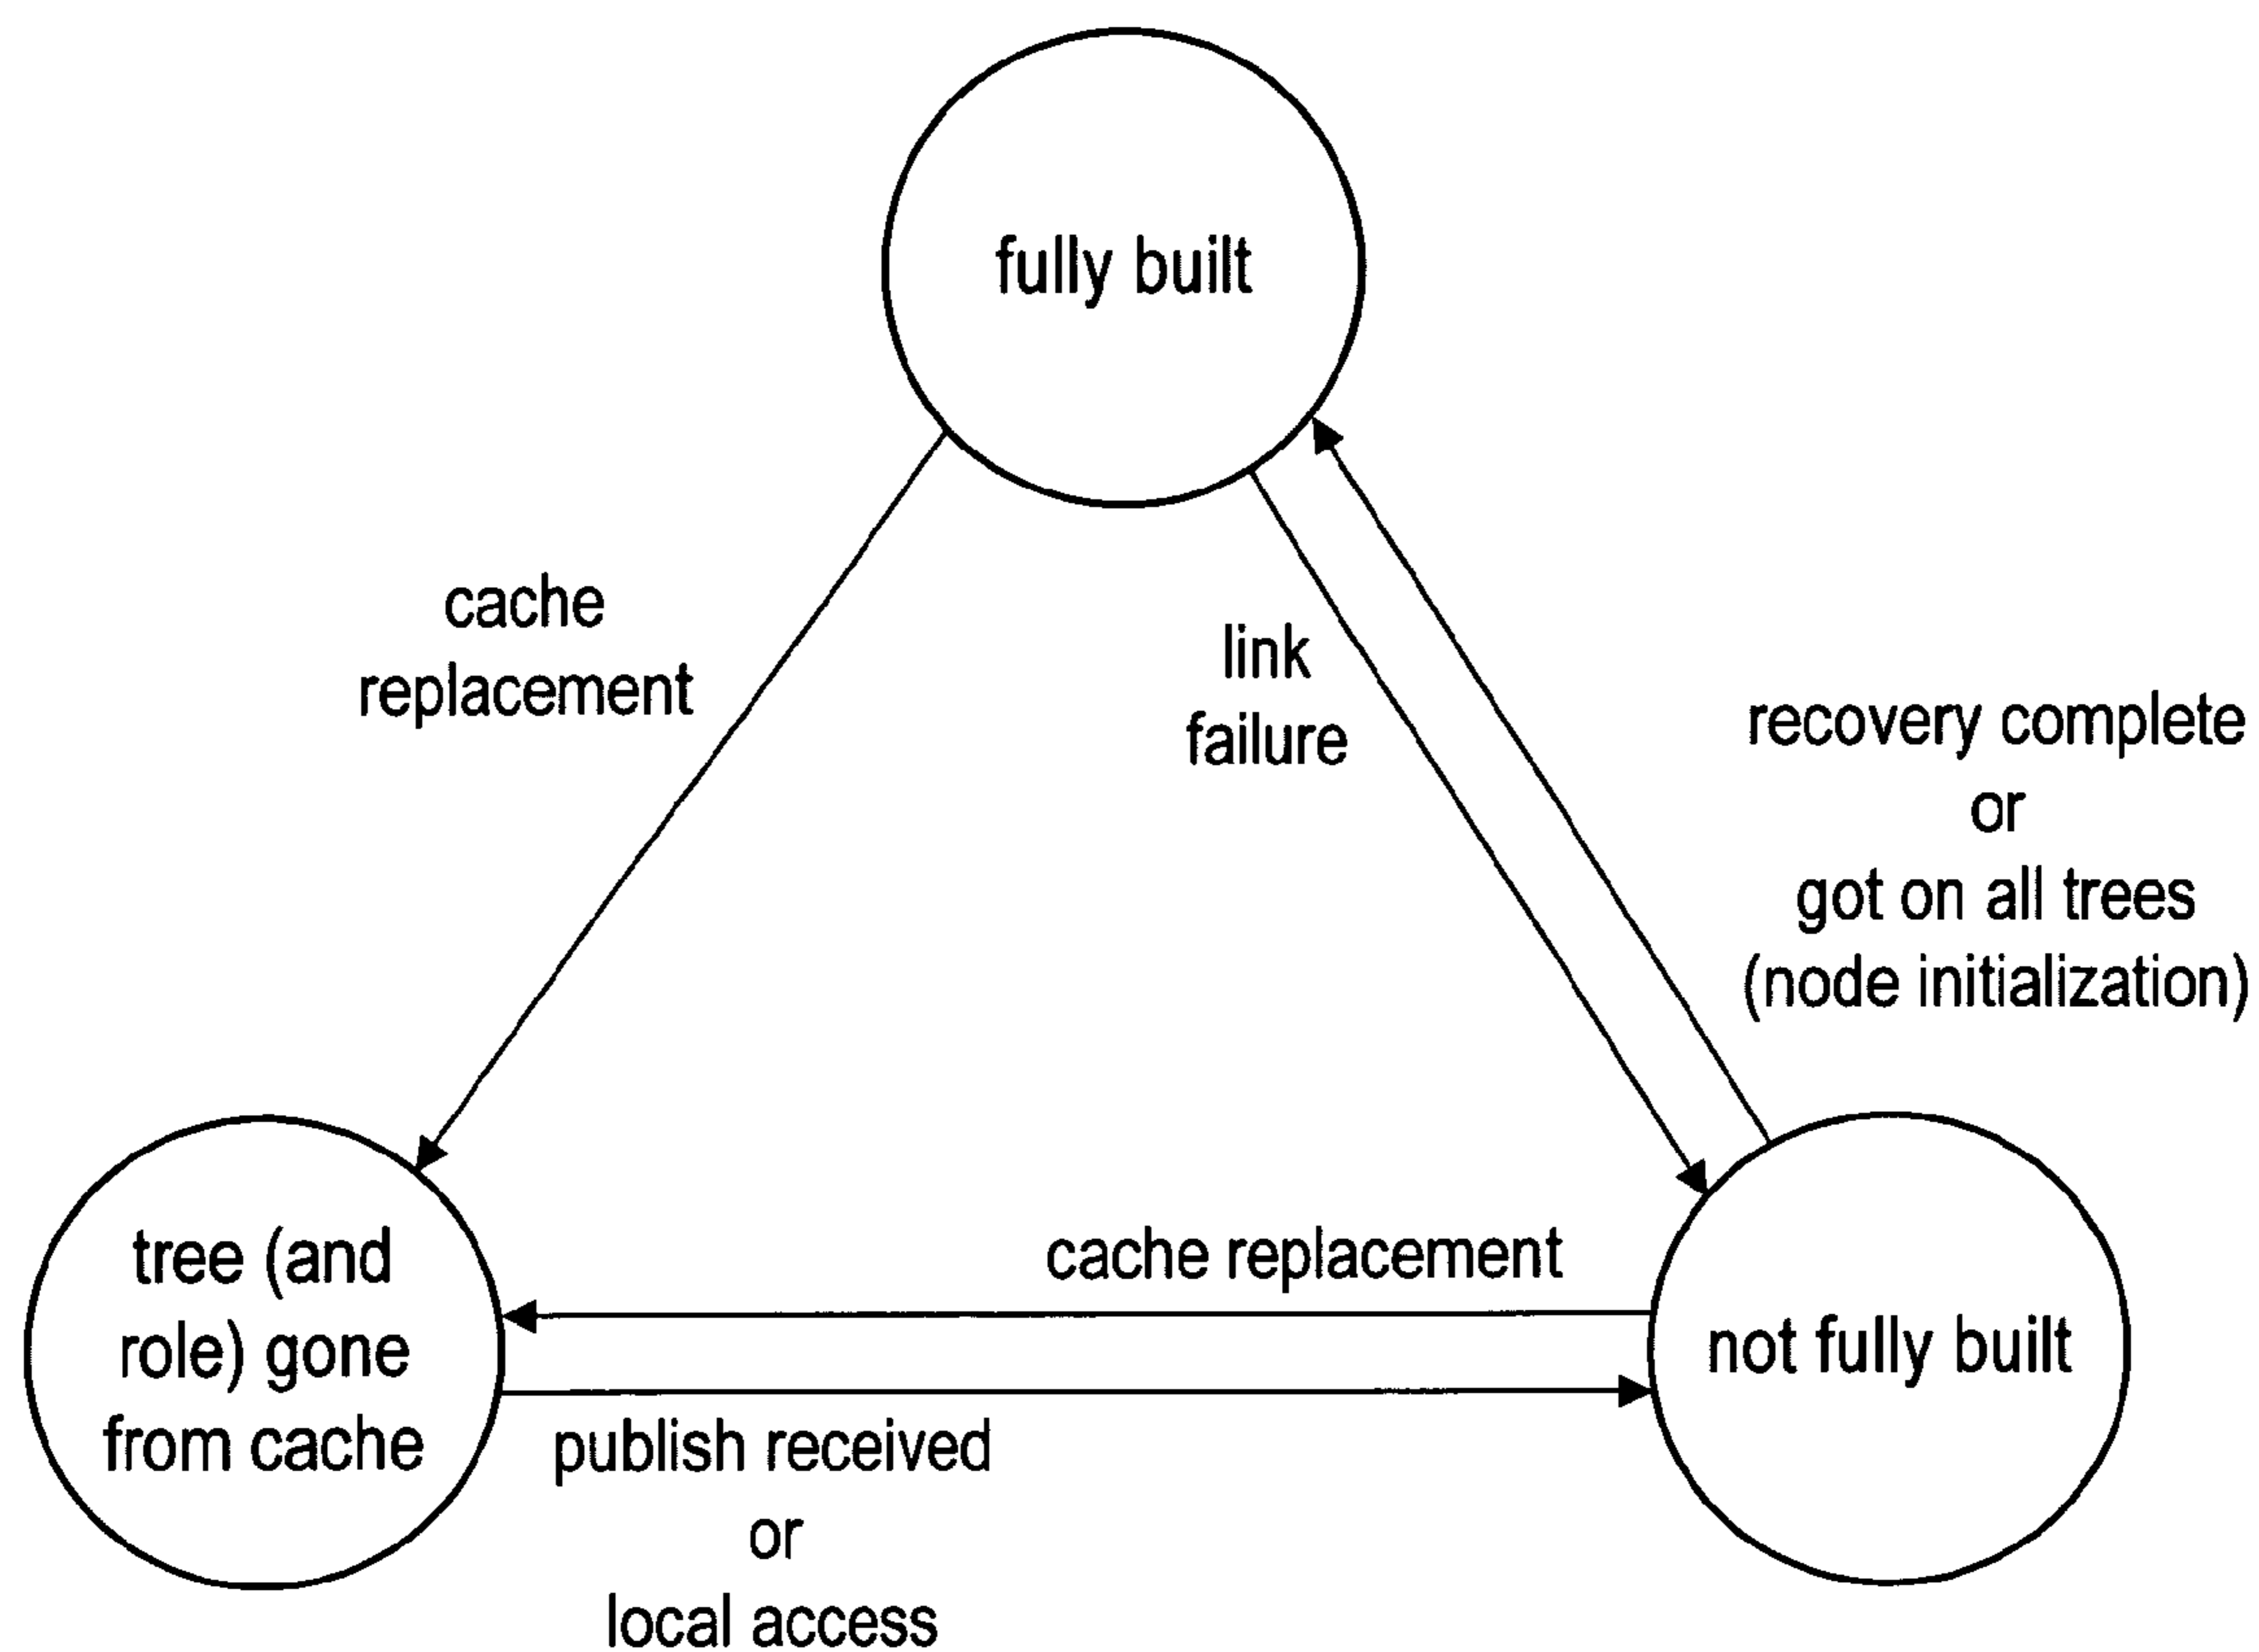 fully built
cache
replacement
link
failure
recovery complete
or
got on all trees
(node initialization)
tree (and
role) gone
from cache
cache replacement
not fully built
publish received
or
local access